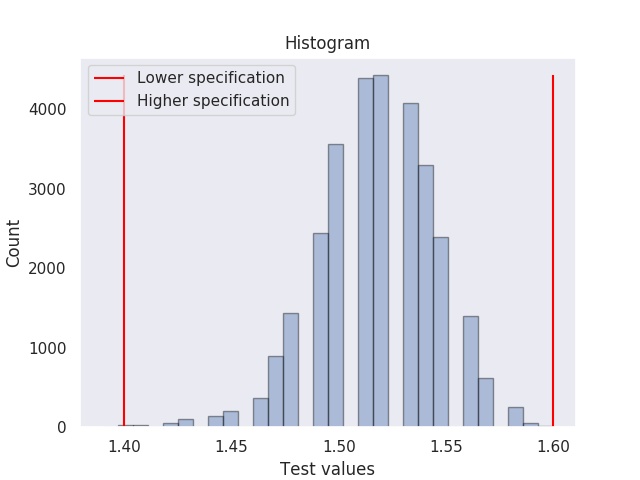 Histogram
Lower specification
Higher specification
Count
4000
3000
2000
1000
0
1.40 1.45 1.50 1.55 1.60
Test values